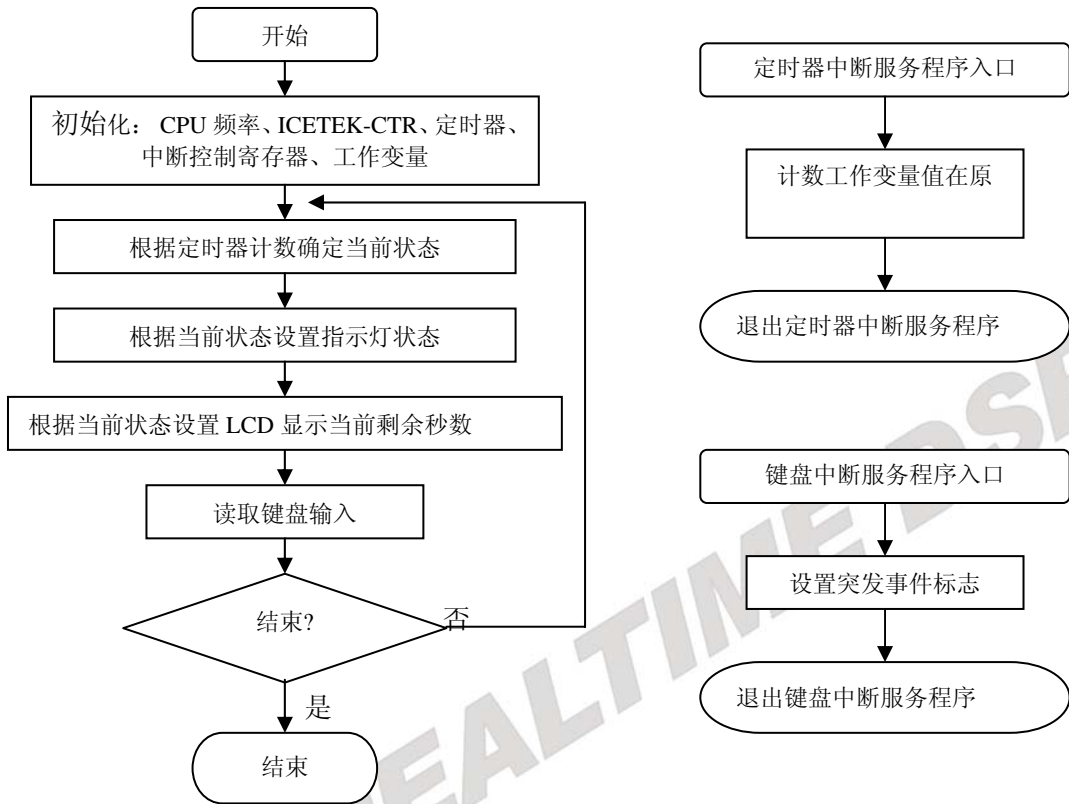 开始
初始化： CPU 频率、ICETEK-CTR、定时器、
中断控制寄存器、工作变量
根据定时器计数确定当前状态
根据当前状态设置指示灯状态
根据当前状态设置 LCD 显示当前剩余秒数
读取键盘输入
结束?
否
是
结束
定时器中断服务程序入口
计数工作变量值在原
退出定时器中断服务程序
键盘中断服务程序入口
设置突发事件标志
退出键盘中断服务程序
EALTIME DSP